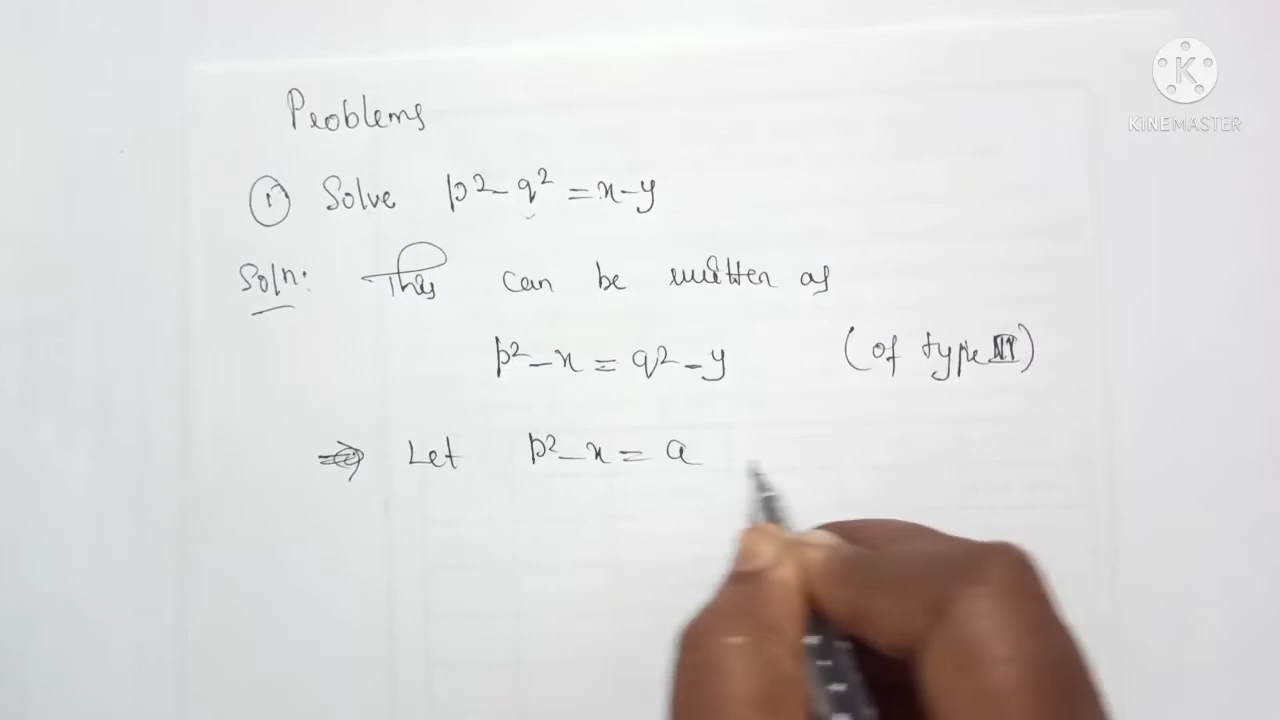 Problems
① Solve p² - q² = x - y
Soln: This can be written as
p² - x = q² - y (of type III)
⇒ Let p² - x = a
K
KINEMASTER